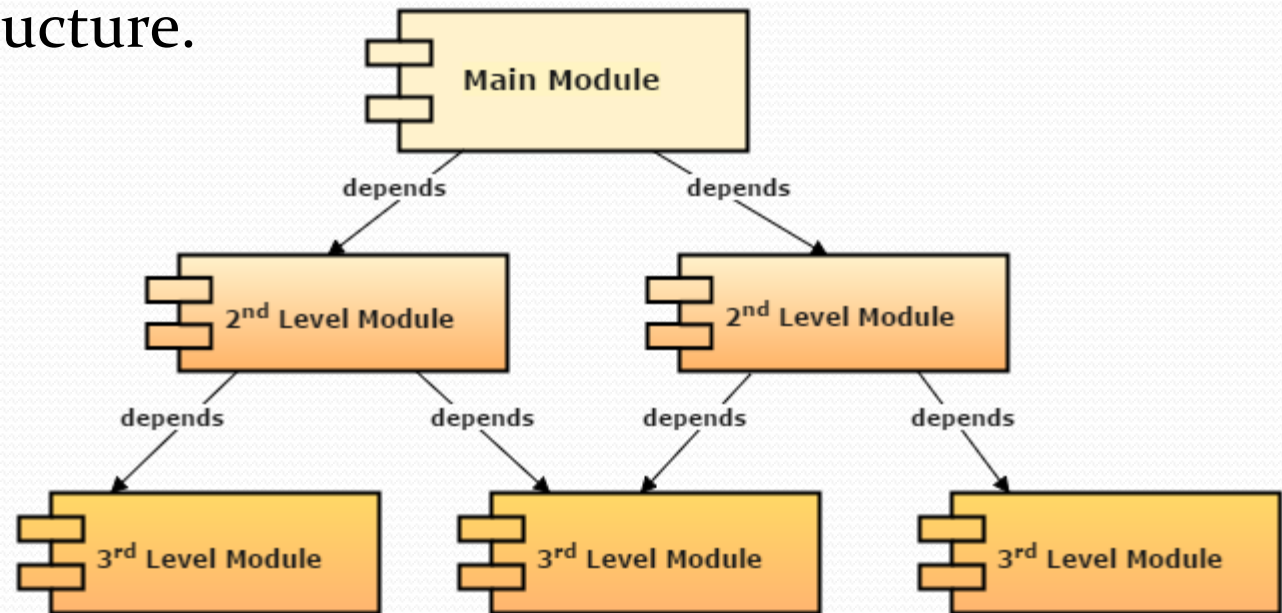 ucture.
Main Module
depends depends
2nd Level Module 2nd Level Module
depends depends depends depends
3rd Level Module 3rd Level Module 3rd Level Module